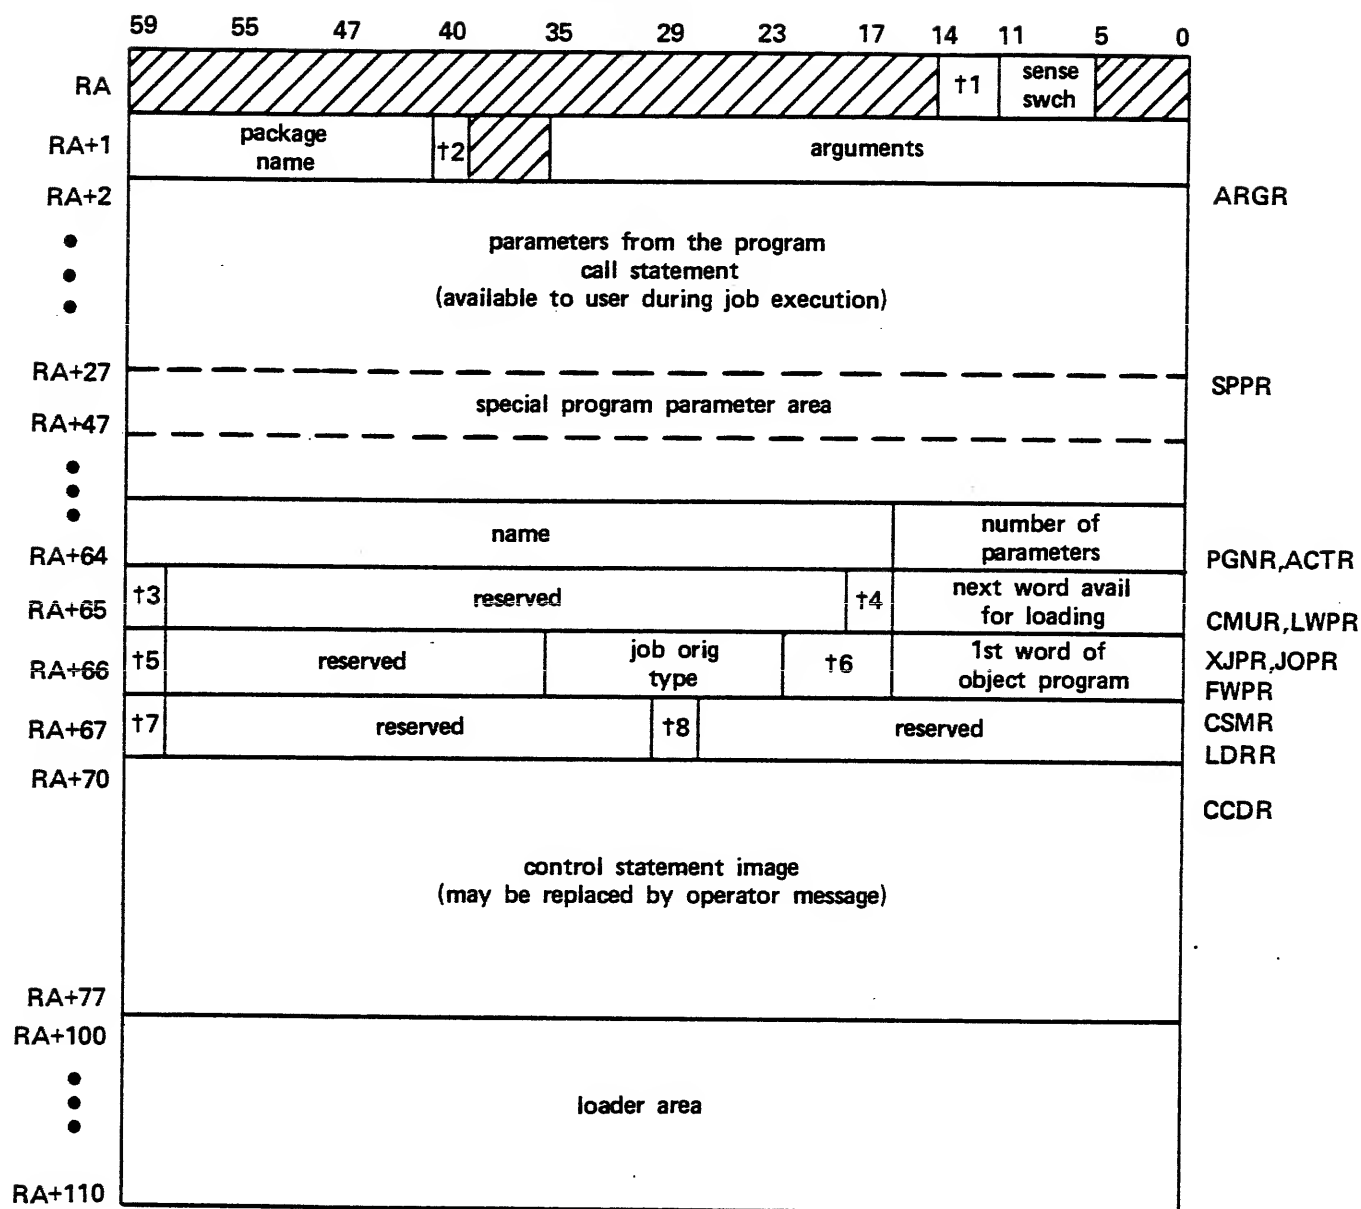 59 55 47 40 35 29 23 17 14 11 5 0
RA †1 sense
swch
RA+1 package
name †2 arguments
RA+2 ARGR
parameters from the program
call statement
(available to user during job execution)
RA+27 SPPR
special program parameter area
RA+47
name number of
parameters
RA+64 PGNR,ACTR
†3 reserved †4 next word avail
for loading
RA+65 CMUR,LWPR
RA+66 †5 reserved job orig
type †6 1st word of
object program XJPR,JOPR
FWPR
RA+67 †7 reserved †8 reserved CSMR
LDRR
RA+70
CCDR
control statement image
(may be replaced by operator message)
RA+77
RA+100
loader area
RA+110